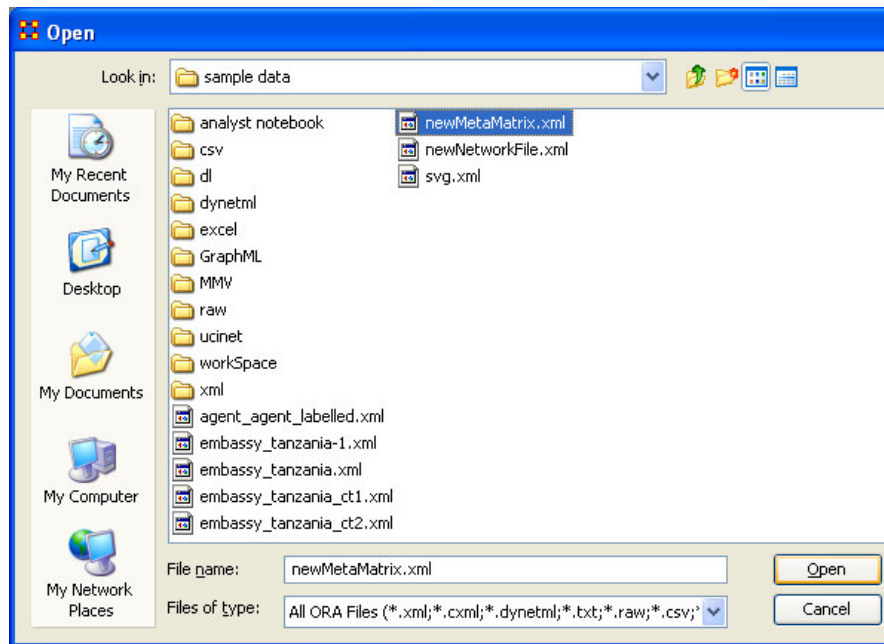 Open
Look in:
sample data
My Recent
Documents
Desktop
My Documents
My Computer
My Network
Places
analyst notebook
csv
dl
dynetml
excel
GraphML
MMV
raw
ucinet
workSpace
xml
agent_agent_labelled.xml
embassy_tanzania-1.xml
embassy_tanzania.xml
embassy_tanzania_ct1.xml
embassy_tanzania_ct2.xml
newMetaMatrix.xml
newNetworkFile.xml
svg.xml
File name:
newMetaMatrix.xml
Open
Files of type:
All ORA Files (*.xml;*.cxml;*.dynetml;*.txt;*.raw;*.csv;*
Cancel